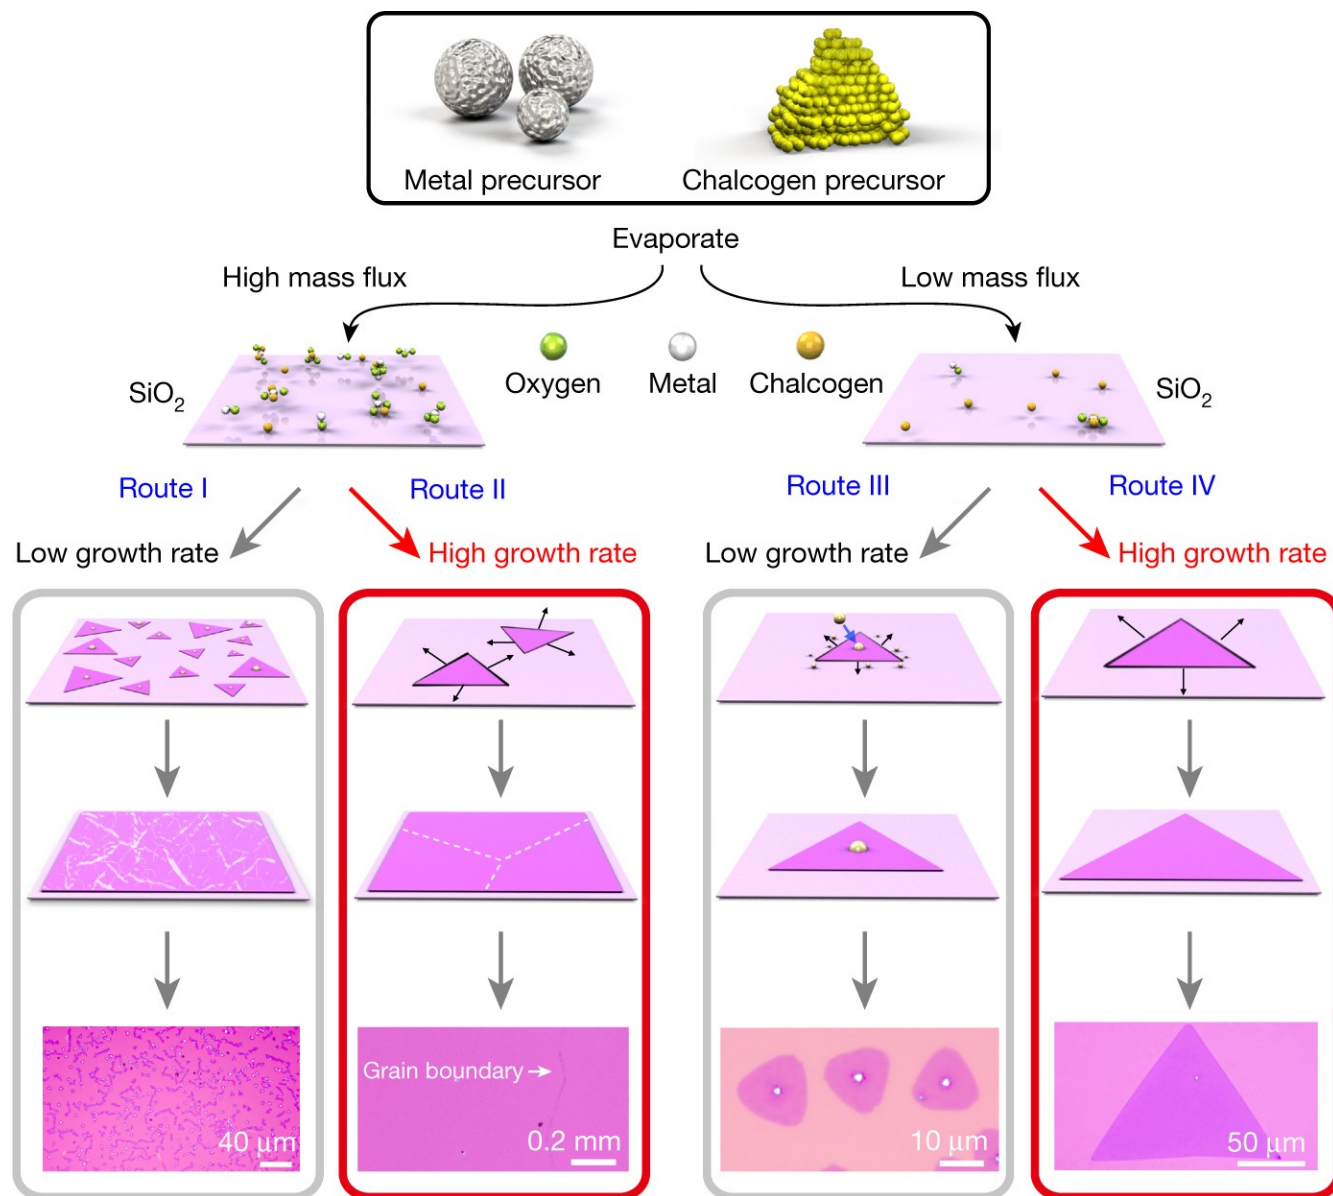 Metal precursor
Chalcogen precursor
Evaporate
High mass flux
Low mass flux
SiO₂
Oxygen
Metal
Chalcogen
SiO₂
Route I
Route II
Route III
Route IV
Low growth rate
High growth rate
Low growth rate
High growth rate
Grain boundary
40 μm
0.2 mm
10 μm
50 μm